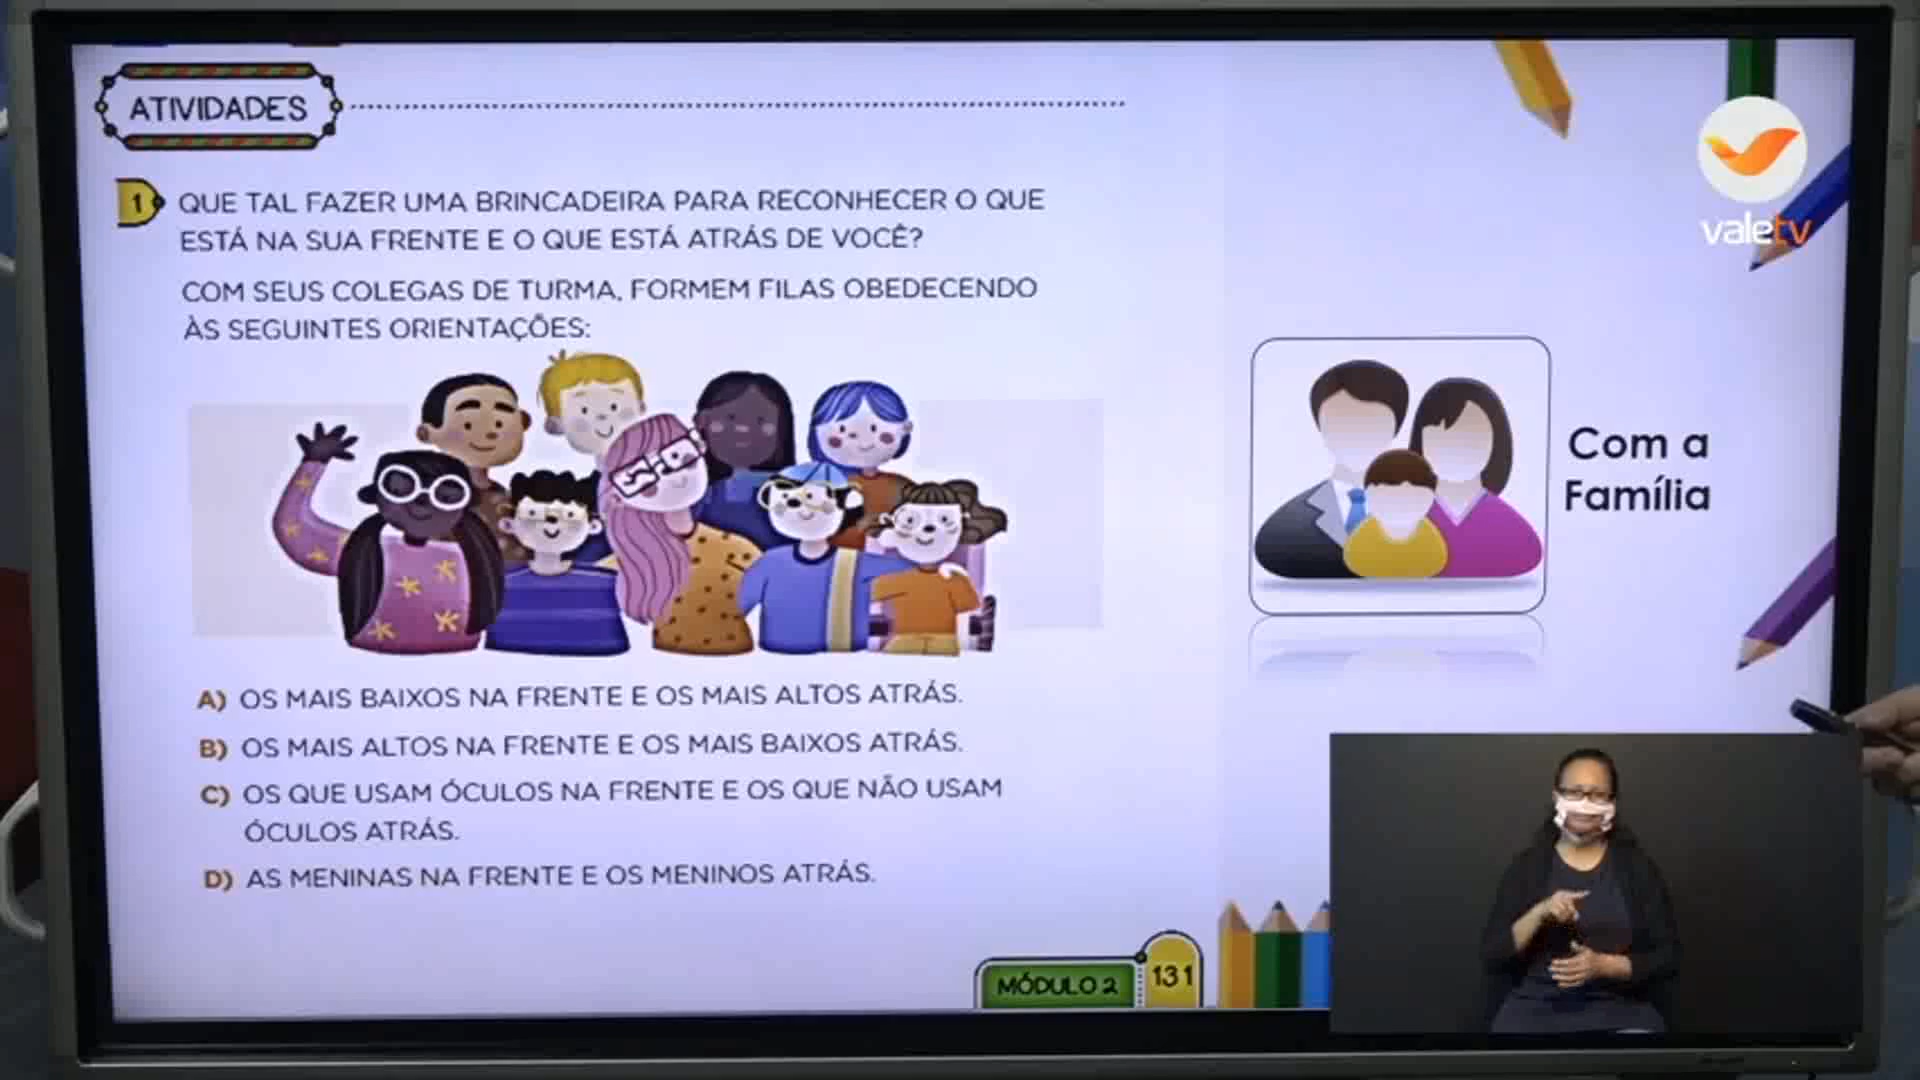 ATIVIDADES
1 QUE TAL FAZER UMA BRINCADEIRA PARA RECONHECER O QUE
ESTÁ NA SUA FRENTE E O QUE ESTÁ ATRÁS DE VOCÊ?
COM SEUS COLEGAS DE TURMA, FORMEM FILAS OBEDECENDO
ÀS SEGUINTES ORIENTAÇÕES:
A) OS MAIS BAIXOS NA FRENTE E OS MAIS ALTOS ATRÁS.
B) OS MAIS ALTOS NA FRENTE E OS MAIS BAIXOS ATRÁS.
C) OS QUE USAM ÓCULOS NA FRENTE E OS QUE NÃO USAM
ÓCULOS ATRÁS.
D) AS MENINAS NA FRENTE E OS MENINOS ATRÁS.
MÓDULO 2
131
valetv
Com a
Família